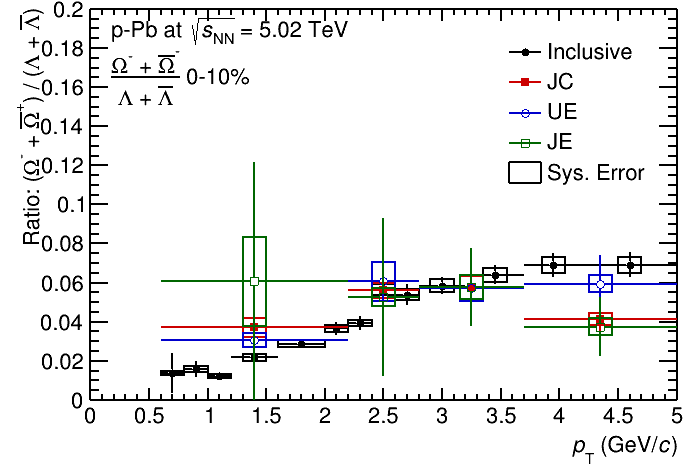 p-Pb at √s_NN = 5.02 TeV
Ω⁻ + Ω̅⁻
Λ + Λ̅
0-10%
Inclusive
JC
UE
JE
Sys. Error
Ratio: (Ω⁻ + Ω̅⁺) / (Λ + Λ̅)
0.2
0.18
0.16
0.14
0.12
0.1
0.08
0.06
0.04
0.02
0
0 0.5 1 1.5 2 2.5 3 3.5 4 4.5 5
p_T (GeV/c)